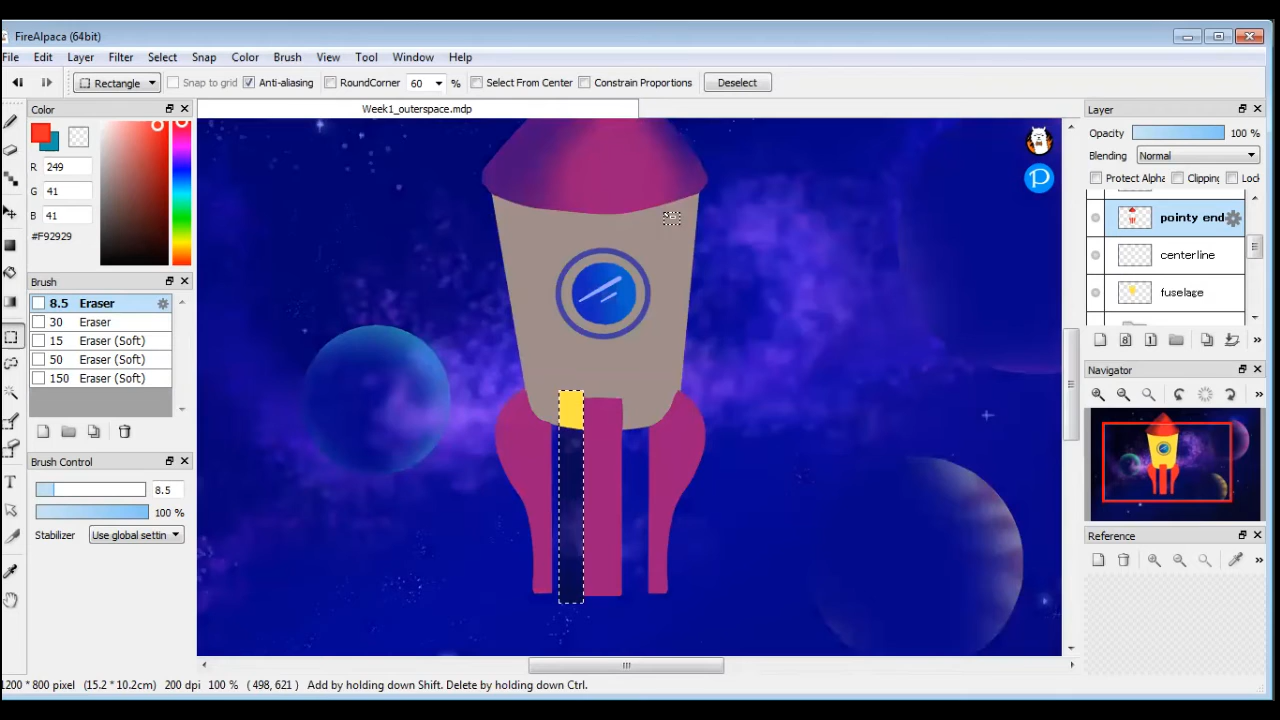 FireAlpaca (64bit)
File Edit Layer Filter Select Snap Color Brush View Tool Window Help
Rectangle Snap to grid Anti-aliasing RoundCorner 60 % Select From Center Constrain Proportions Deselect
Color
Week1_outerspace.mdp
R 249
G 41
B 41
#F92929
Brush
8.5 Eraser
30 Eraser
15 Eraser (Soft)
50 Eraser (Soft)
150 Eraser (Soft)
Brush Control
8.5
100 %
Stabilizer Use global settin
P
Layer
Opacity 100 %
Blending Normal
Protect Alpha Clipping Lock
pointy end
centerline
fuselage
8 1
Navigator
Reference
1200 * 800 pixel (15.2 * 10.2cm) 200 dpi 100 % ( 498, 621 ) Add by holding down Shift. Delete by holding down Ctrl.